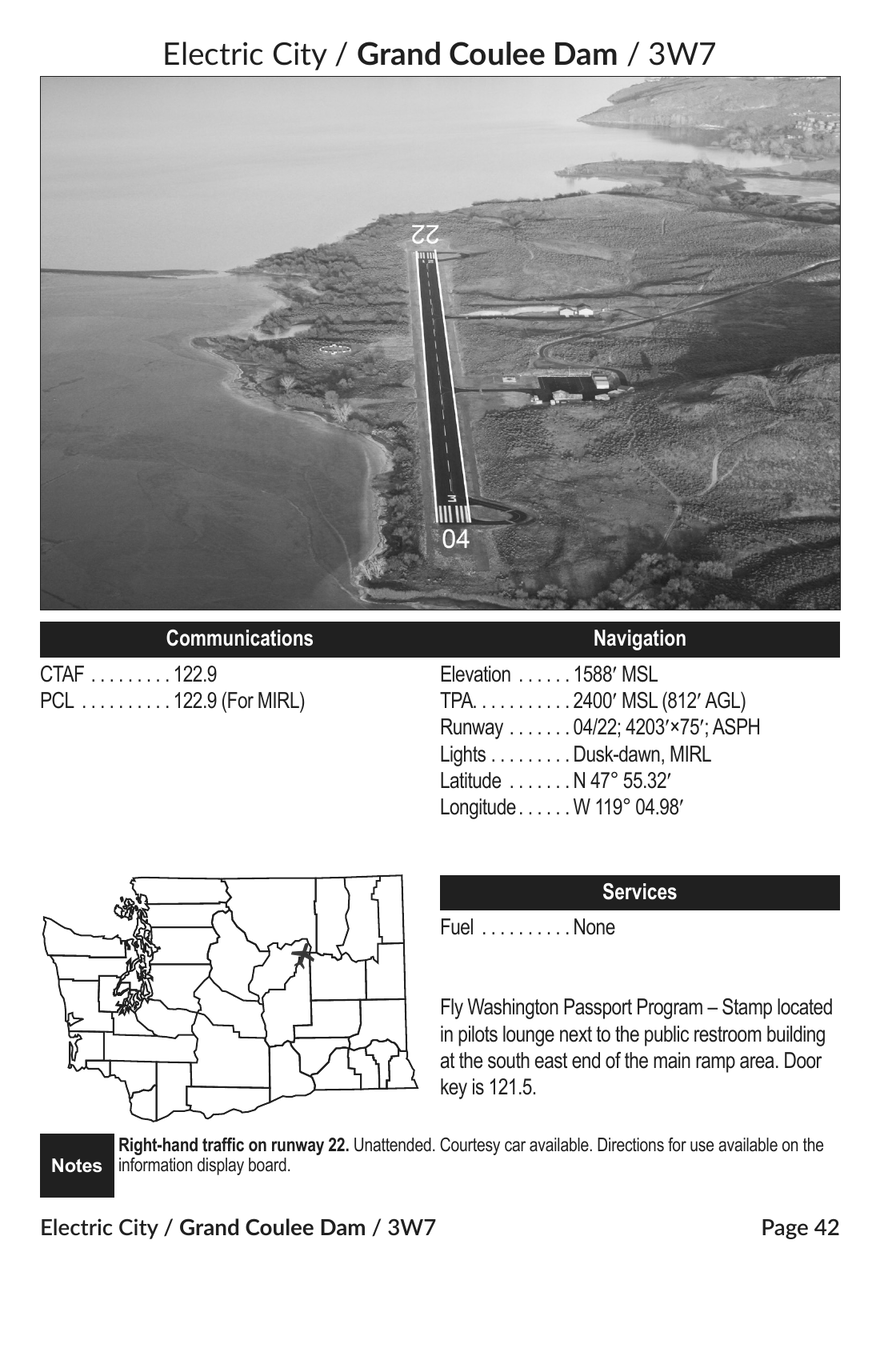 Electric City / Grand Coulee Dam / 3W7
22
04
Communications
CTAF . . . . . . . . . 122.9
PCL . . . . . . . . . . 122.9 (For MIRL)
Navigation
Elevation . . . . . . 1588′ MSL
TPA. . . . . . . . . . . 2400′ MSL (812′ AGL)
Runway . . . . . . . 04/22; 4203′×75′; ASPH
Lights . . . . . . . . . Dusk-dawn, MIRL
Latitude . . . . . . . N 47° 55.32′
Longitude . . . . . . W 119° 04.98′
Services
Fuel . . . . . . . . . . None
Fly Washington Passport Program – Stamp located
in pilots lounge next to the public restroom building
at the south east end of the main ramp area. Door
key is 121.5.
Notes
Right-hand traffic on runway 22. Unattended. Courtesy car available. Directions for use available on the
information display board.
Electric City / Grand Coulee Dam / 3W7
Page 42